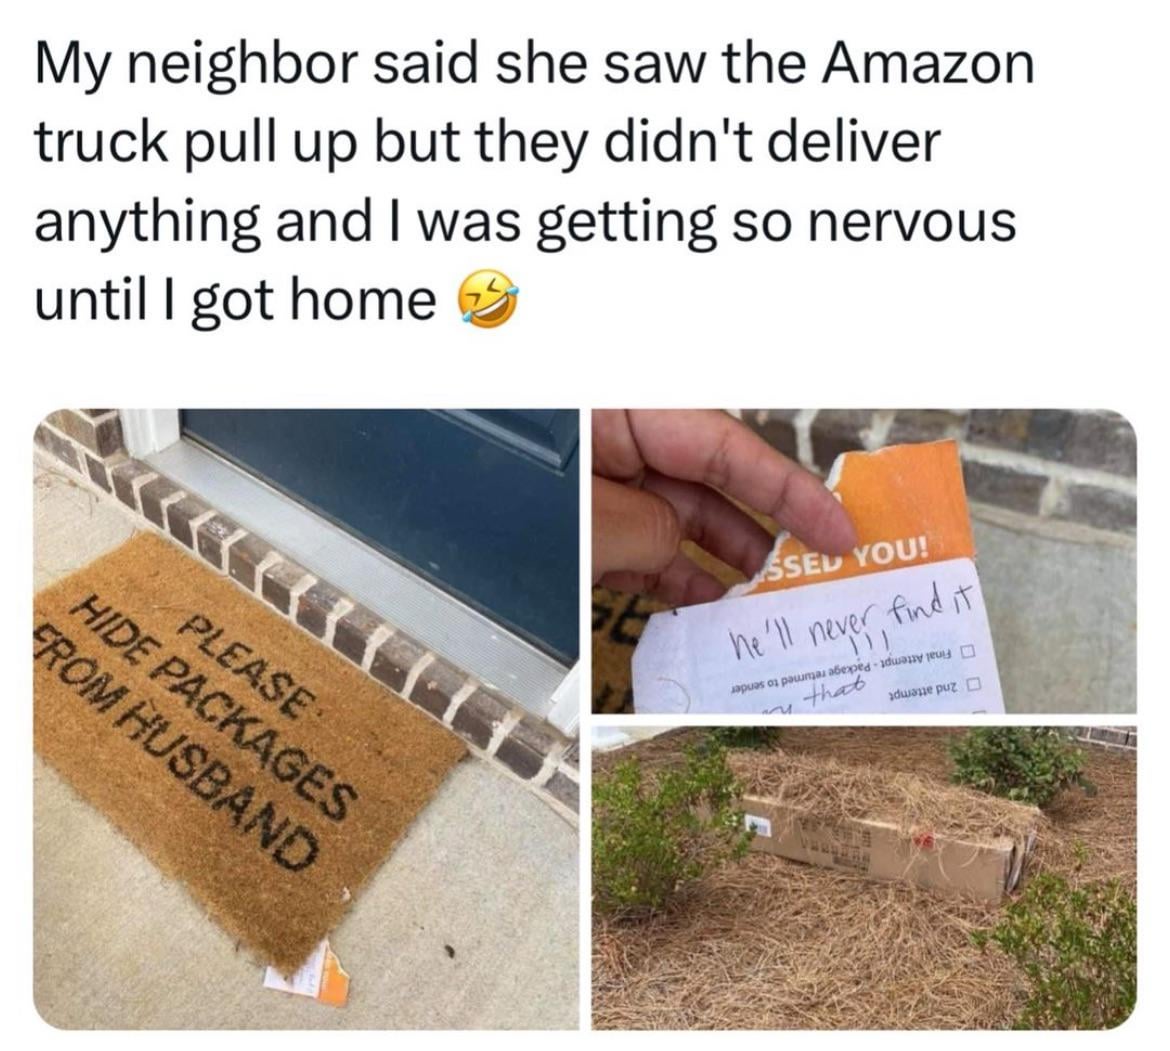 My neighbor said she saw the Amazon
truck pull up but they didn't deliver
anything and I was getting so nervous
until I got home 🤣
PLEASE
HIDE PACKAGES
FROM HUSBAND
SSED YOU!
he'll never find it
!!!
Final Attempt - Package returned to sender
that
2nd attempt